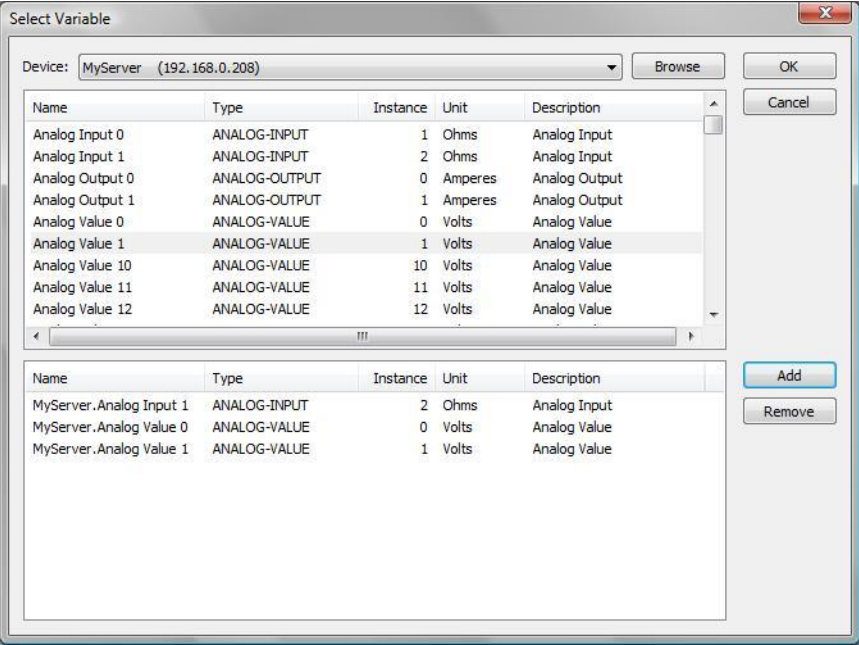 Select Variable
Device: MyServer (192.168.0.208) Browse OK
Cancel
Name Type Instance Unit Description
Analog Input 0 ANALOG-INPUT 1 Ohms Analog Input
Analog Input 1 ANALOG-INPUT 2 Ohms Analog Input
Analog Output 0 ANALOG-OUTPUT 0 Amperes Analog Output
Analog Output 1 ANALOG-OUTPUT 1 Amperes Analog Output
Analog Value 0 ANALOG-VALUE 0 Volts Analog Value
Analog Value 1 ANALOG-VALUE 1 Volts Analog Value
Analog Value 10 ANALOG-VALUE 10 Volts Analog Value
Analog Value 11 ANALOG-VALUE 11 Volts Analog Value
Analog Value 12 ANALOG-VALUE 12 Volts Analog Value
Name Type Instance Unit Description Add
MyServer.Analog Input 1 ANALOG-INPUT 2 Ohms Analog Input Remove
MyServer.Analog Value 0 ANALOG-VALUE 0 Volts Analog Value
MyServer.Analog Value 1 ANALOG-VALUE 1 Volts Analog Value